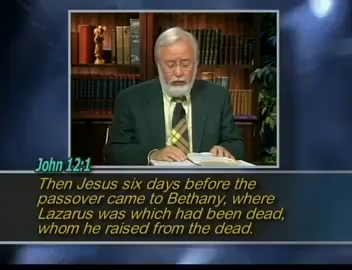 John 12:1
Then Jesus six days before the
passover came to Bethany, where
Lazarus was which had been dead,
whom he raised from the dead.